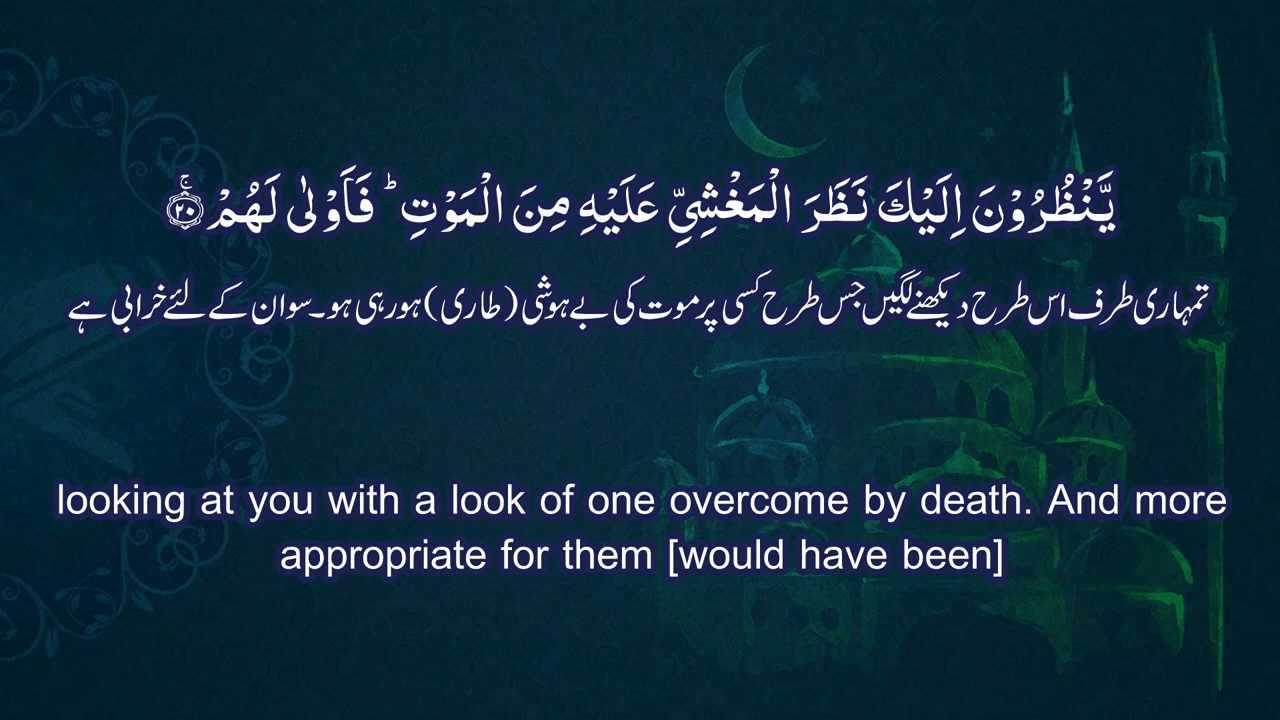 يَّنْظُرُوْنَ اِلَيْكَ نَظَرَ الْمَغْشِيِّ عَلَيْهِ مِنَ الْمَوْتِ ؕ فَاَوْلٰى لَهُمْ ۚ‏﴿۲۰﴾
تمہاری طرف اس طرح دیکھنے لگیں جس طرح کسی پر موت کی بے ہوشی (طاری) ہو رہی ہو۔ سو ان کے لئے خرابی ہے
looking at you with a look of one overcome by death. And more
appropriate for them [would have been]